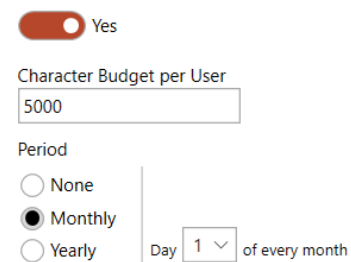 Yes
Character Budget per User
5000
Period
None
Monthly
Yearly
Day 1 of every month